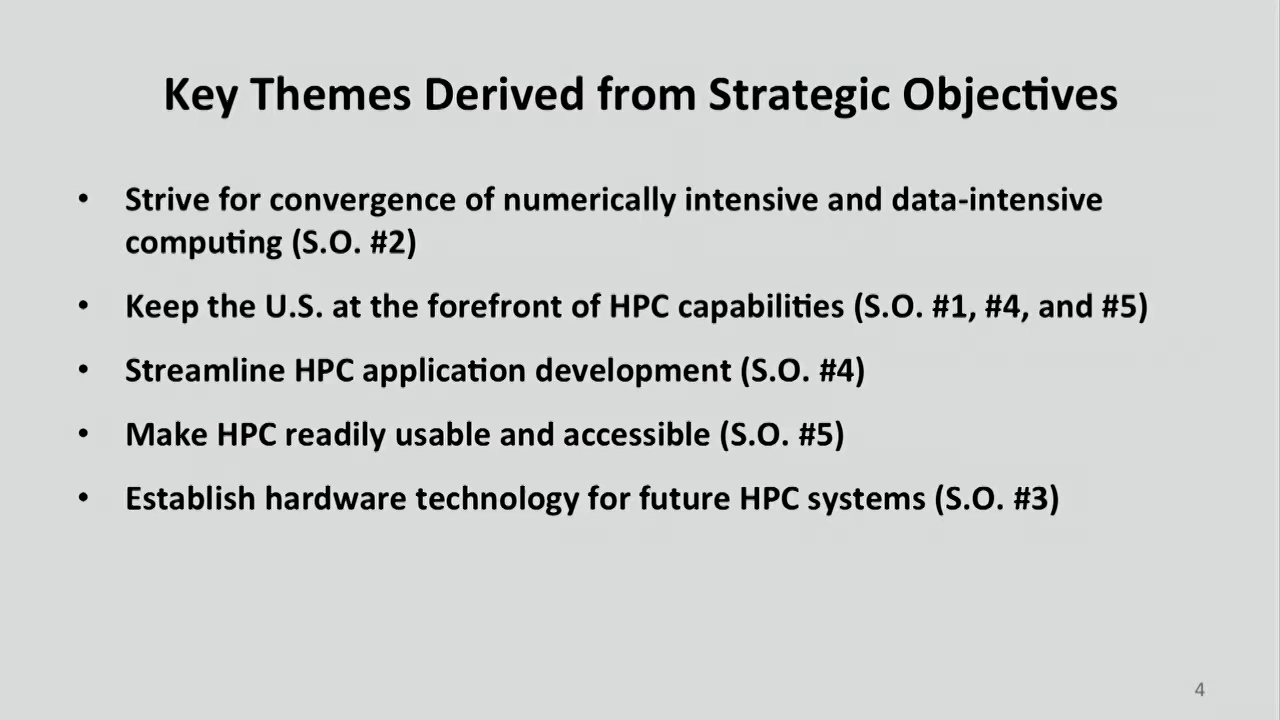 Key Themes Derived from Strategic Objectives
• Strive for convergence of numerically intensive and data-intensive
computing (S.O. #2)
• Keep the U.S. at the forefront of HPC capabilities (S.O. #1, #4, and #5)
• Streamline HPC application development (S.O. #4)
• Make HPC readily usable and accessible (S.O. #5)
• Establish hardware technology for future HPC systems (S.O. #3)
4